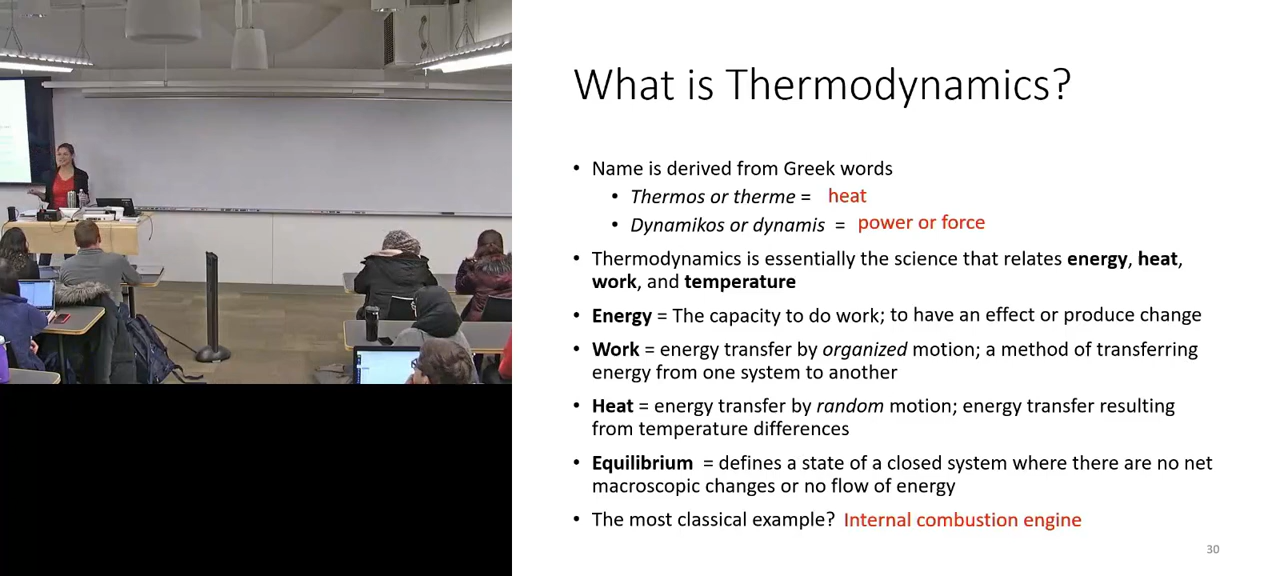 What is Thermodynamics?
• Name is derived from Greek words
• Thermos or therme = heat
• Dynamikos or dynamis = power or force
• Thermodynamics is essentially the science that relates energy, heat,
work, and temperature
• Energy = The capacity to do work; to have an effect or produce change
• Work = energy transfer by organized motion; a method of transferring
energy from one system to another
• Heat = energy transfer by random motion; energy transfer resulting
from temperature differences
• Equilibrium = defines a state of a closed system where there are no net
macroscopic changes or no flow of energy
• The most classical example? Internal combustion engine
30